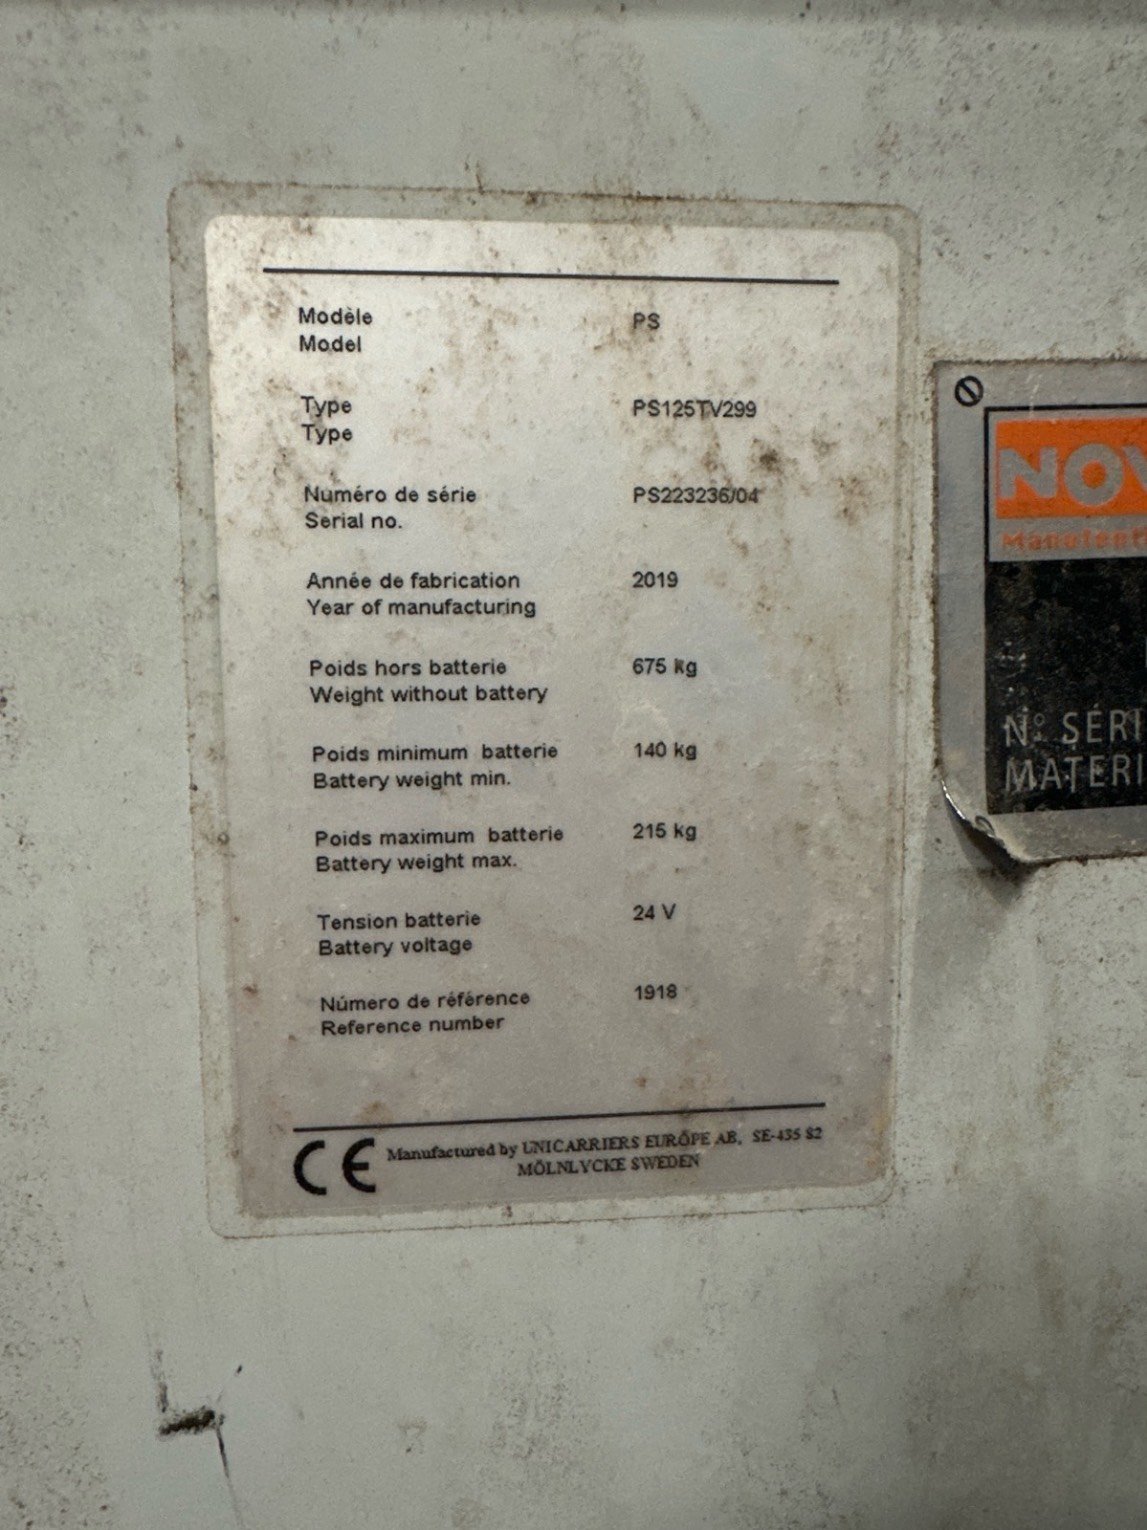 Modèle PS
Model
Type PS125TV299
Type
Numéro de série PS223236/04
Serial no.
Année de fabrication 2019
Year of manufacturing
Poids hors batterie 675 kg
Weight without battery
Poids minimum batterie 140 kg
Battery weight min.
Poids maximum batterie 215 kg
Battery weight max.
Tension batterie 24 V
Battery voltage
Número de référence 1918
Reference number
CE Manufactured by UNICARRIERS EUROPE AB, SE-435 82
MÖLNLYCKE SWEDEN
NOV
Manutenti
N° SÉRI
MATERI